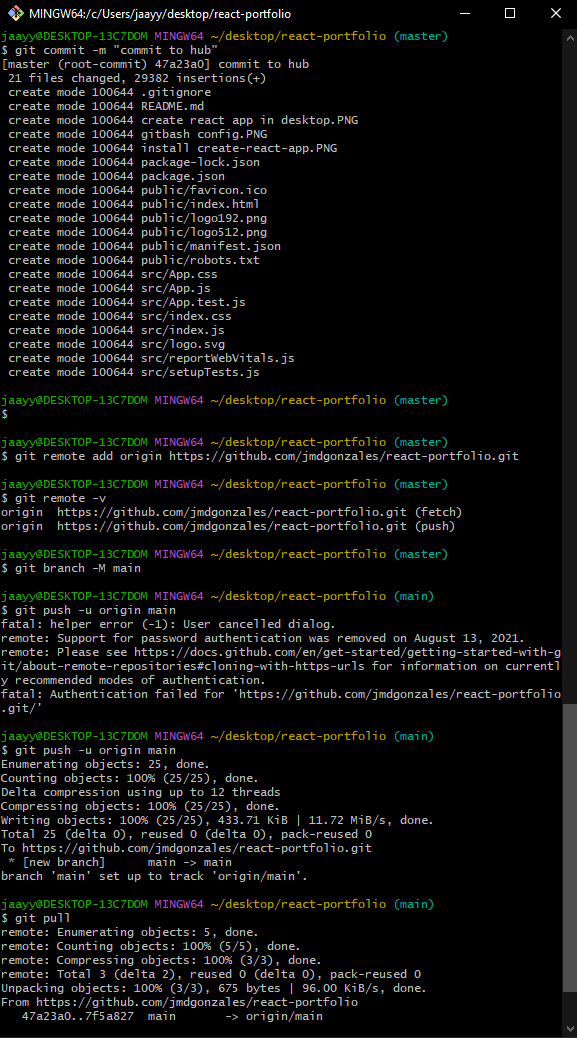 MINGW64:/c/Users/jaayy/desktop/react-portfolio
jaayy@DESKTOP-13C7DOM MINGW64 ~/desktop/react-portfolio (master)
$ git commit -m "commit to hub"
[master (root-commit) 47a23a0] commit to hub
 21 files changed, 29382 insertions(+)
 create mode 100644 .gitignore
 create mode 100644 README.md
 create mode 100644 create react app in desktop.PNG
 create mode 100644 gitbash config.PNG
 create mode 100644 install create-react-app.PNG
 create mode 100644 package-lock.json
 create mode 100644 package.json
 create mode 100644 public/favicon.ico
 create mode 100644 public/index.html
 create mode 100644 public/logo192.png
 create mode 100644 public/logo512.png
 create mode 100644 public/manifest.json
 create mode 100644 public/robots.txt
 create mode 100644 src/App.css
 create mode 100644 src/App.js
 create mode 100644 src/App.test.js
 create mode 100644 src/index.css
 create mode 100644 src/index.js
 create mode 100644 src/logo.svg
 create mode 100644 src/reportWebVitals.js
 create mode 100644 src/setupTests.js
jaayy@DESKTOP-13C7DOM MINGW64 ~/desktop/react-portfolio (master)
$
jaayy@DESKTOP-13C7DOM MINGW64 ~/desktop/react-portfolio (master)
$ git remote add origin https://github.com/jmdgonzales/react-portfolio.git
jaayy@DESKTOP-13C7DOM MINGW64 ~/desktop/react-portfolio (master)
$ git remote -v
origin  https://github.com/jmdgonzales/react-portfolio.git (fetch)
origin  https://github.com/jmdgonzales/react-portfolio.git (push)
jaayy@DESKTOP-13C7DOM MINGW64 ~/desktop/react-portfolio (master)
$ git branch -M main
jaayy@DESKTOP-13C7DOM MINGW64 ~/desktop/react-portfolio (main)
$ git push -u origin main
fatal: helper error (-1): User cancelled dialog.
remote: Support for password authentication was removed on August 13, 2021.
remote: Please see https://docs.github.com/en/get-started/getting-started-with-g
it/about-remote-repositories#cloning-with-https-urls for information on currentl
y recommended modes of authentication.
fatal: Authentication failed for 'https://github.com/jmdgonzales/react-portfolio
.git/'
jaayy@DESKTOP-13C7DOM MINGW64 ~/desktop/react-portfolio (main)
$ git push -u origin main
Enumerating objects: 25, done.
Counting objects: 100% (25/25), done.
Delta compression using up to 12 threads
Compressing objects: 100% (25/25), done.
Writing objects: 100% (25/25), 433.71 KiB | 11.72 MiB/s, done.
Total 25 (delta 0), reused 0 (delta 0), pack-reused 0
To https://github.com/jmdgonzales/react-portfolio.git
 * [new branch]      main -> main
branch 'main' set up to track 'origin/main'.
jaayy@DESKTOP-13C7DOM MINGW64 ~/desktop/react-portfolio (main)
$ git pull
remote: Enumerating objects: 5, done.
remote: Counting objects: 100% (5/5), done.
remote: Compressing objects: 100% (3/3), done.
remote: Total 3 (delta 2), reused 0 (delta 0), pack-reused 0
Unpacking objects: 100% (3/3), 675 bytes | 96.00 KiB/s, done.
From https://github.com/jmdgonzales/react-portfolio
   47a23a0..7f5a827  main       -> origin/main